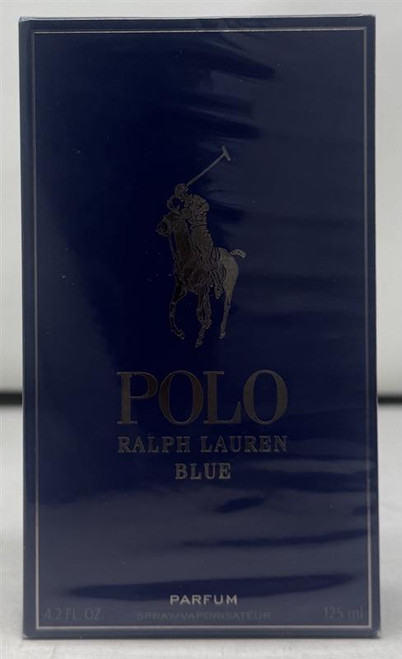 POLO
RALPH LAUREN
BLUE
PARFUM
4.2 FL. OZ. SPRAY/VAPORISATEUR 125 ml